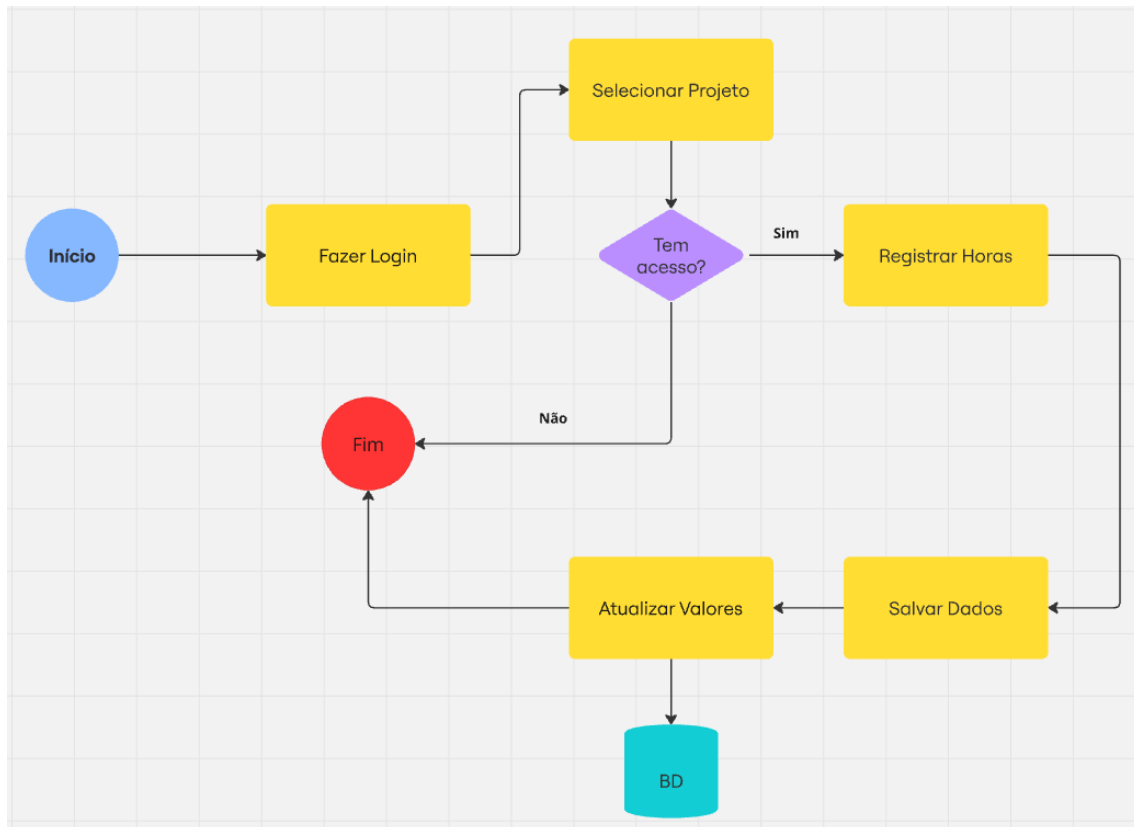 Selecionar Projeto
Início
Fazer Login
Tem
acesso?
Sim
Registrar Horas
Não
Fim
Atualizar Valores
Salvar Dados
BD